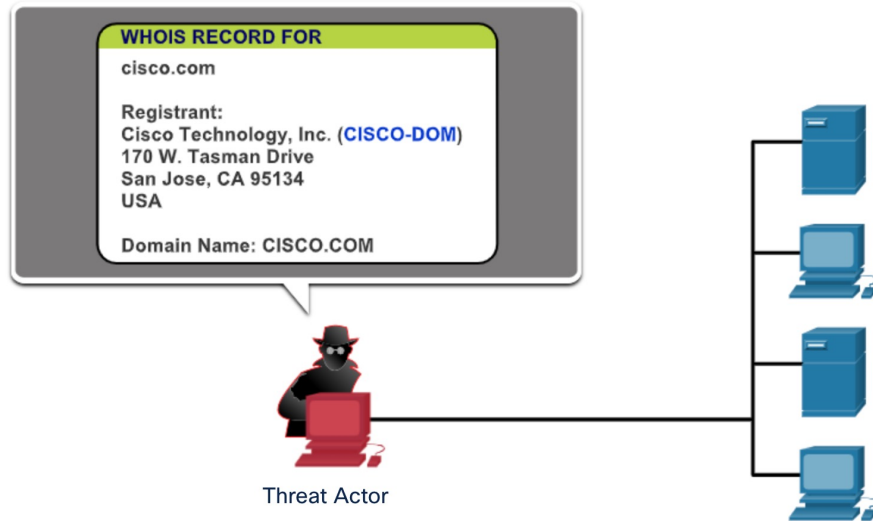 WHOIS RECORD FOR
cisco.com
Registrant:
Cisco Technology, Inc. (CISCO-DOM)
170 W. Tasman Drive
San Jose, CA 95134
USA
Domain Name: CISCO.COM
Threat Actor